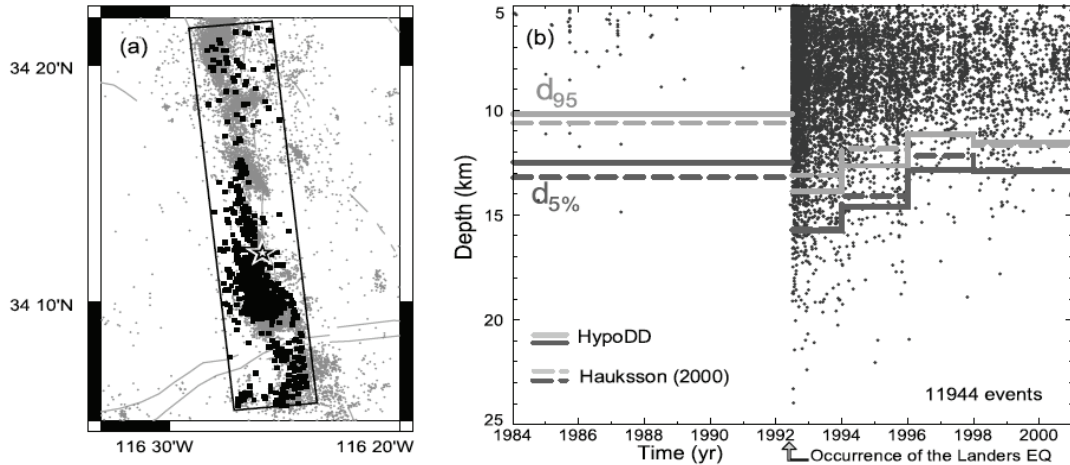 (a)
34 20'N
34 10'N
116 30'W
116 20'W
(b)
5
10
15
20
25
Depth (km)
d95
d5%
HypoDD
Hauksson (2000)
11944 events
1984 1986 1988 1990 1992 1994 1996 1998 2000
Time (yr)
Occurrence of the Landers EQ